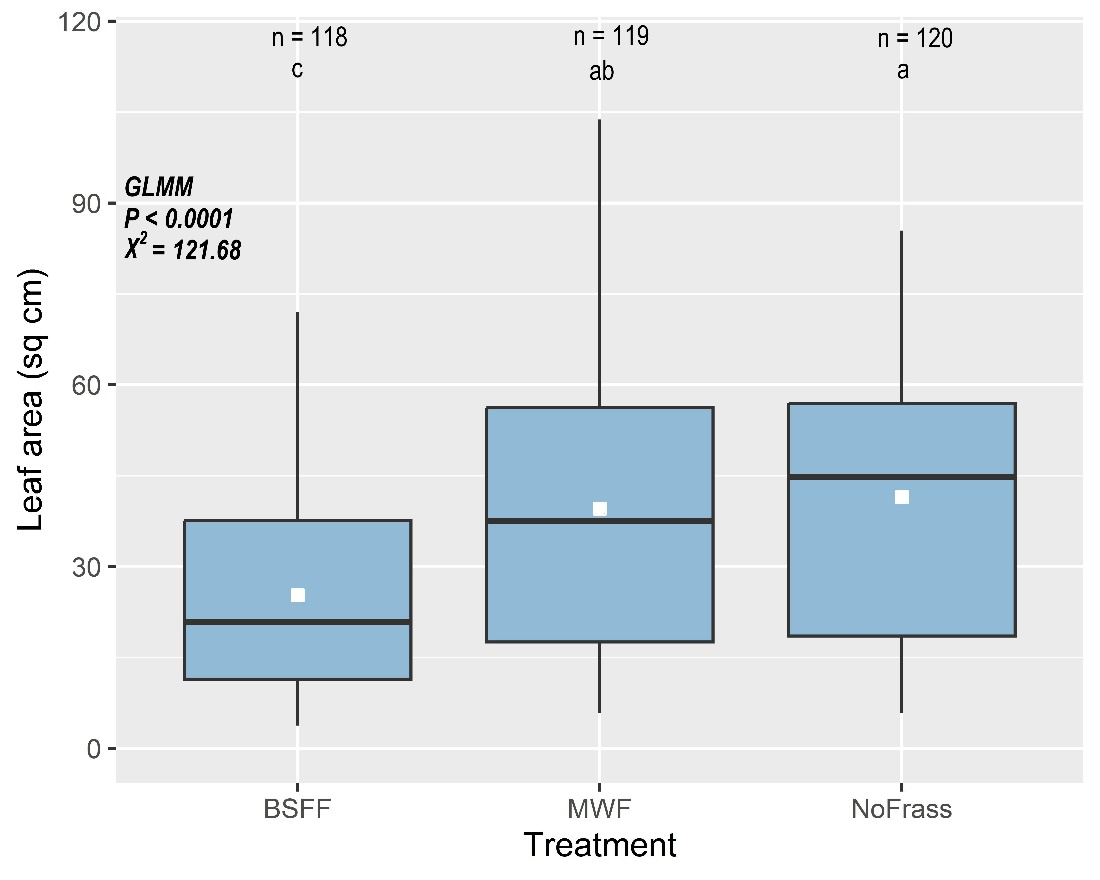 n = 118
n = 119
n = 120
c
ab
a
GLMM
P < 0.0001
X² = 121.68
120
90
60
30
0
Leaf area (sq cm)
BSFF
MWF
NoFrass
Treatment